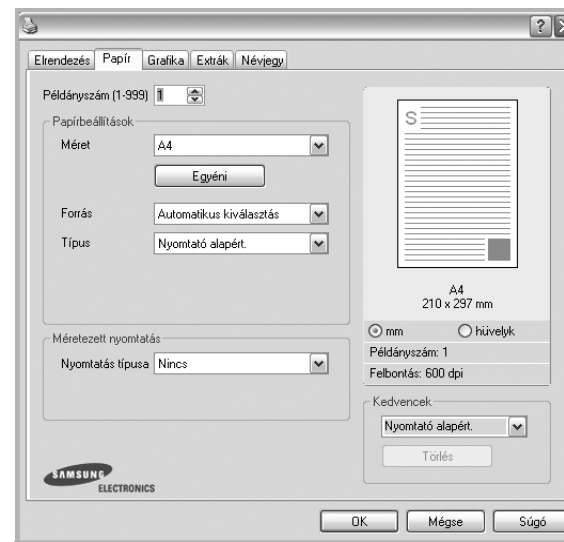 ?
Elrendezés Papír Grafika Extrák Névjegy
Példányszám (1-999) 1
Papírbeállítások
Méret A4
Egyéni
Forrás Automatikus kiválasztás
Típus Nyomtató alapért.
Méretezett nyomtatás
Nyomtatás típusa Nincs
SAMSUNG
ELECTRONICS
S
A4
210 x 297 mm
mm hüvelyk
Példányszám: 1
Felbontás: 600 dpi
Kedvencek
Nyomtató alapért.
Törlés
OK Mégse Súgó